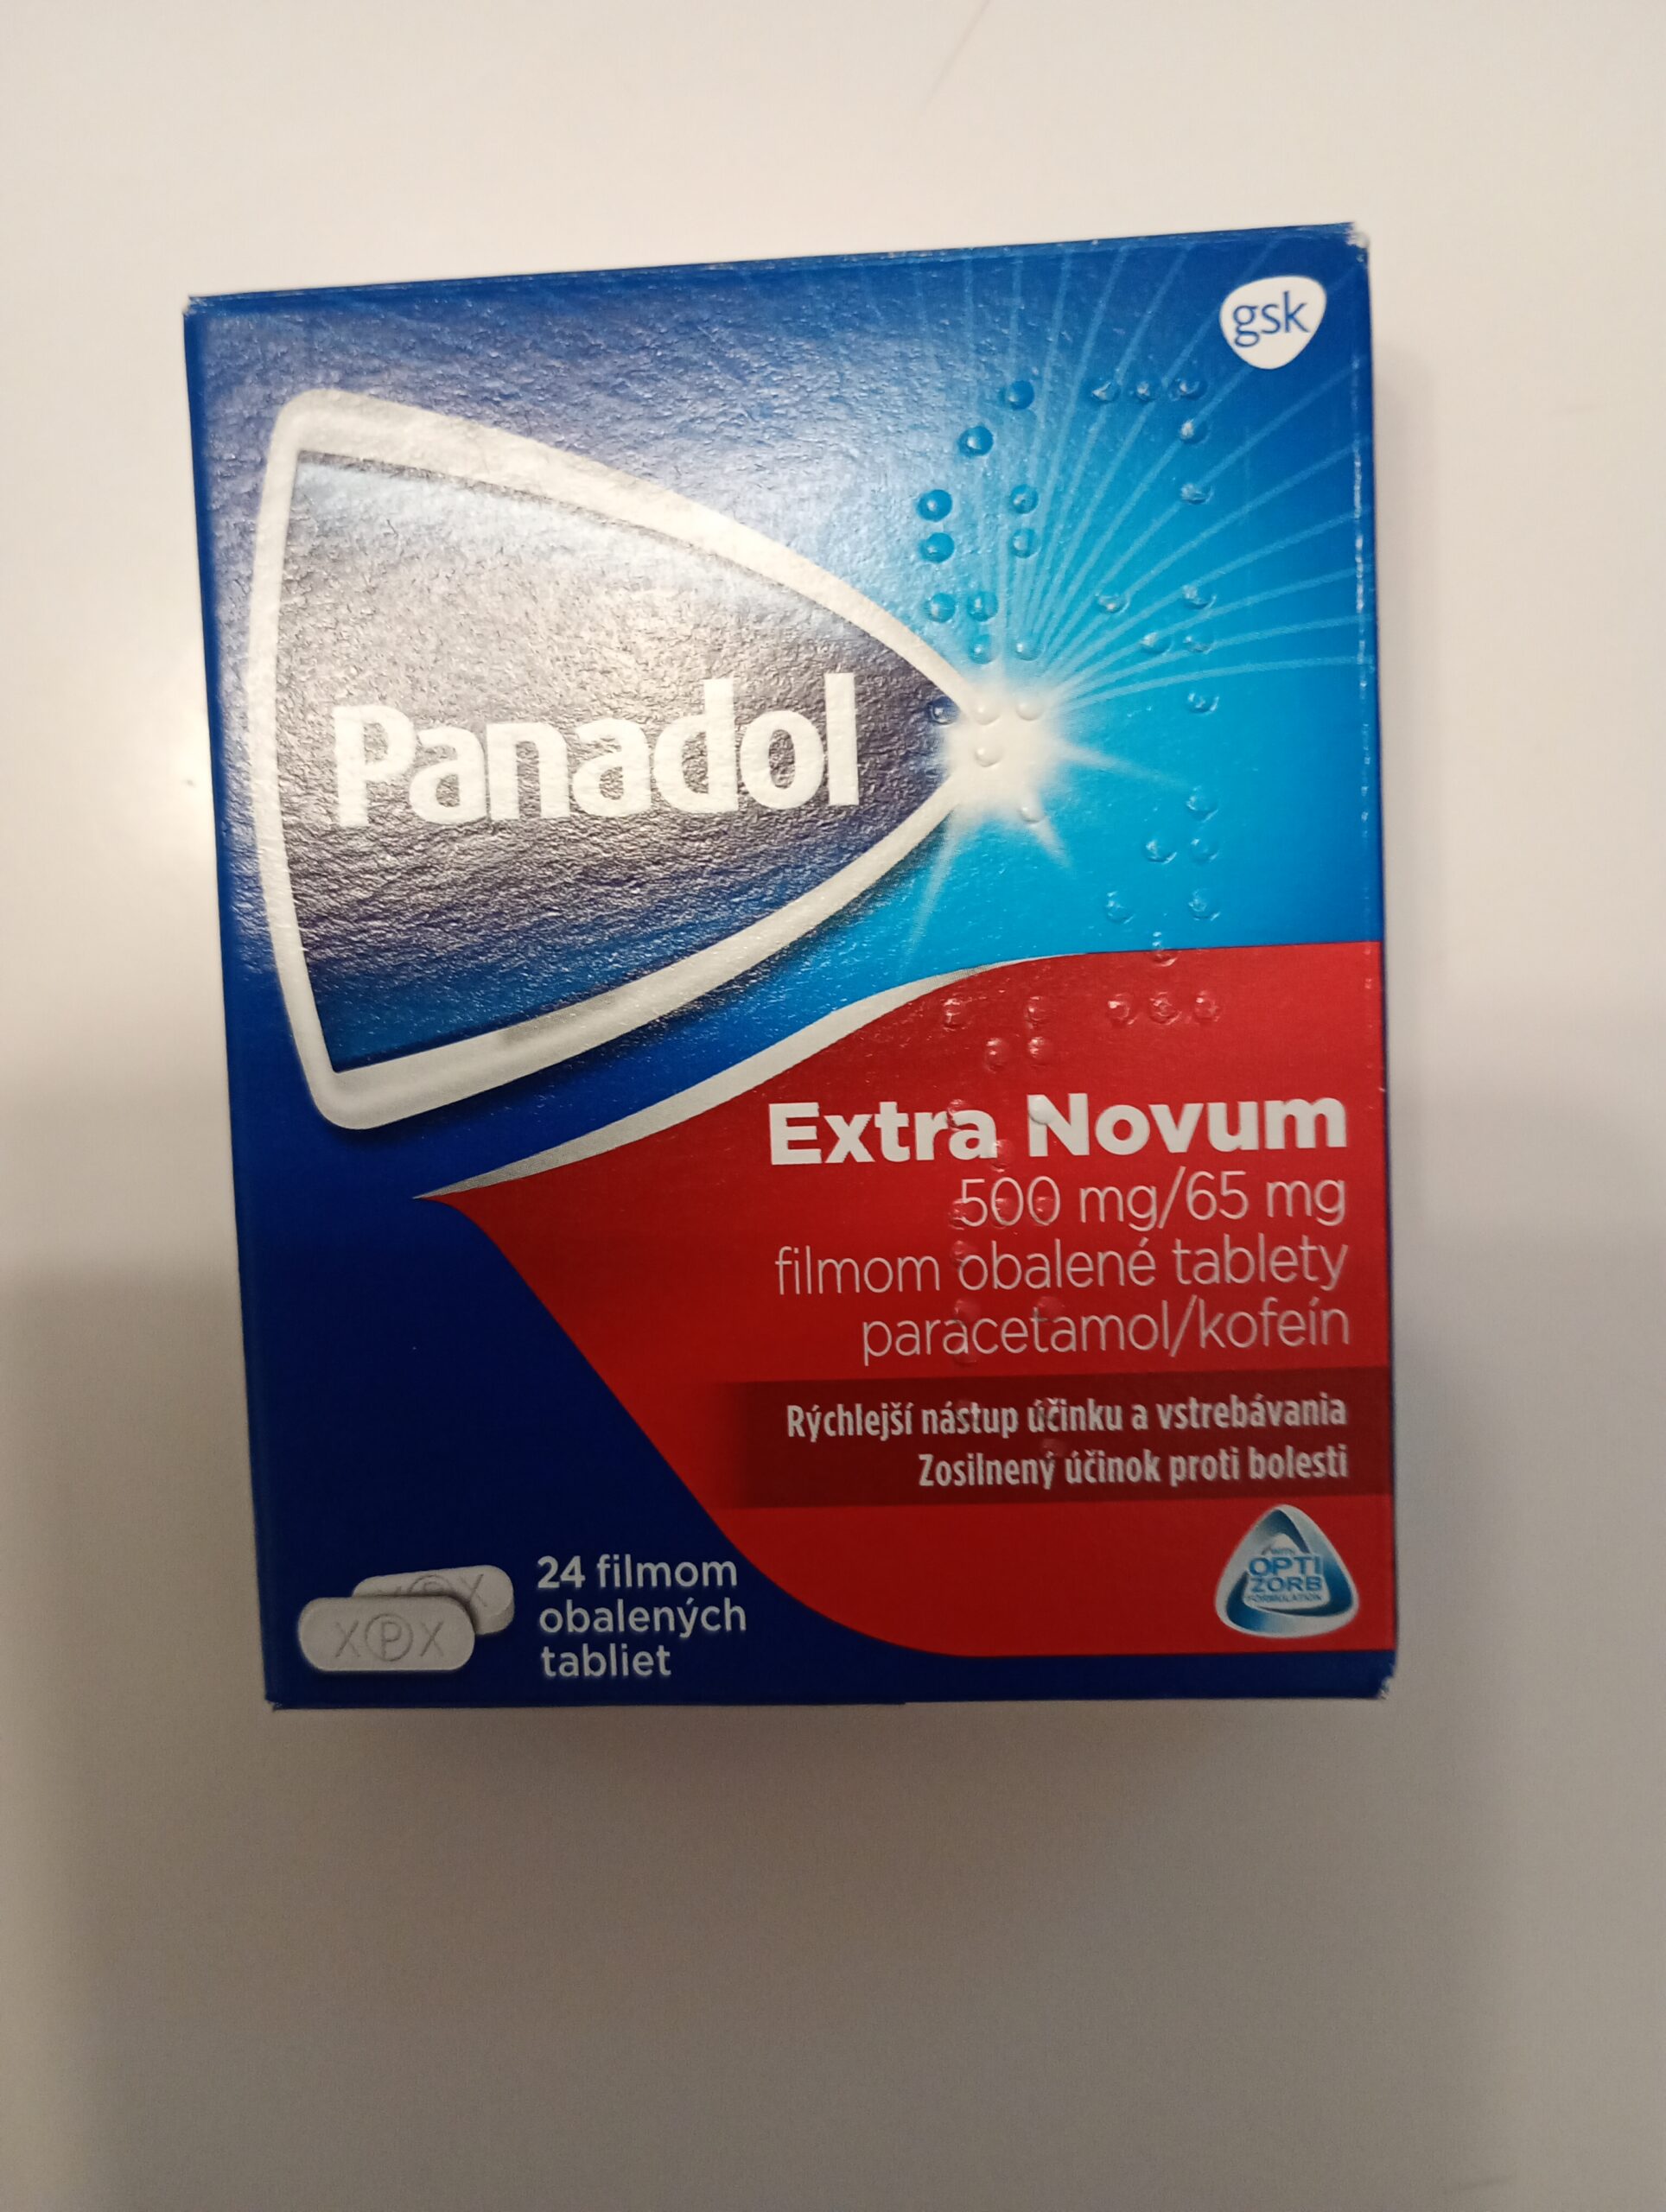 gsk
Panadol
Extra Novum
500 mg/65 mg
filmom obalené tablety
paracetamol/kofeín
Rýchlejší nástup účinku a vstrebávania
Zosilnený účinok proti bolesti
OPTI
ZORB
FORMULATION
24 filmom
obalených
tabliet
X P X
X P X